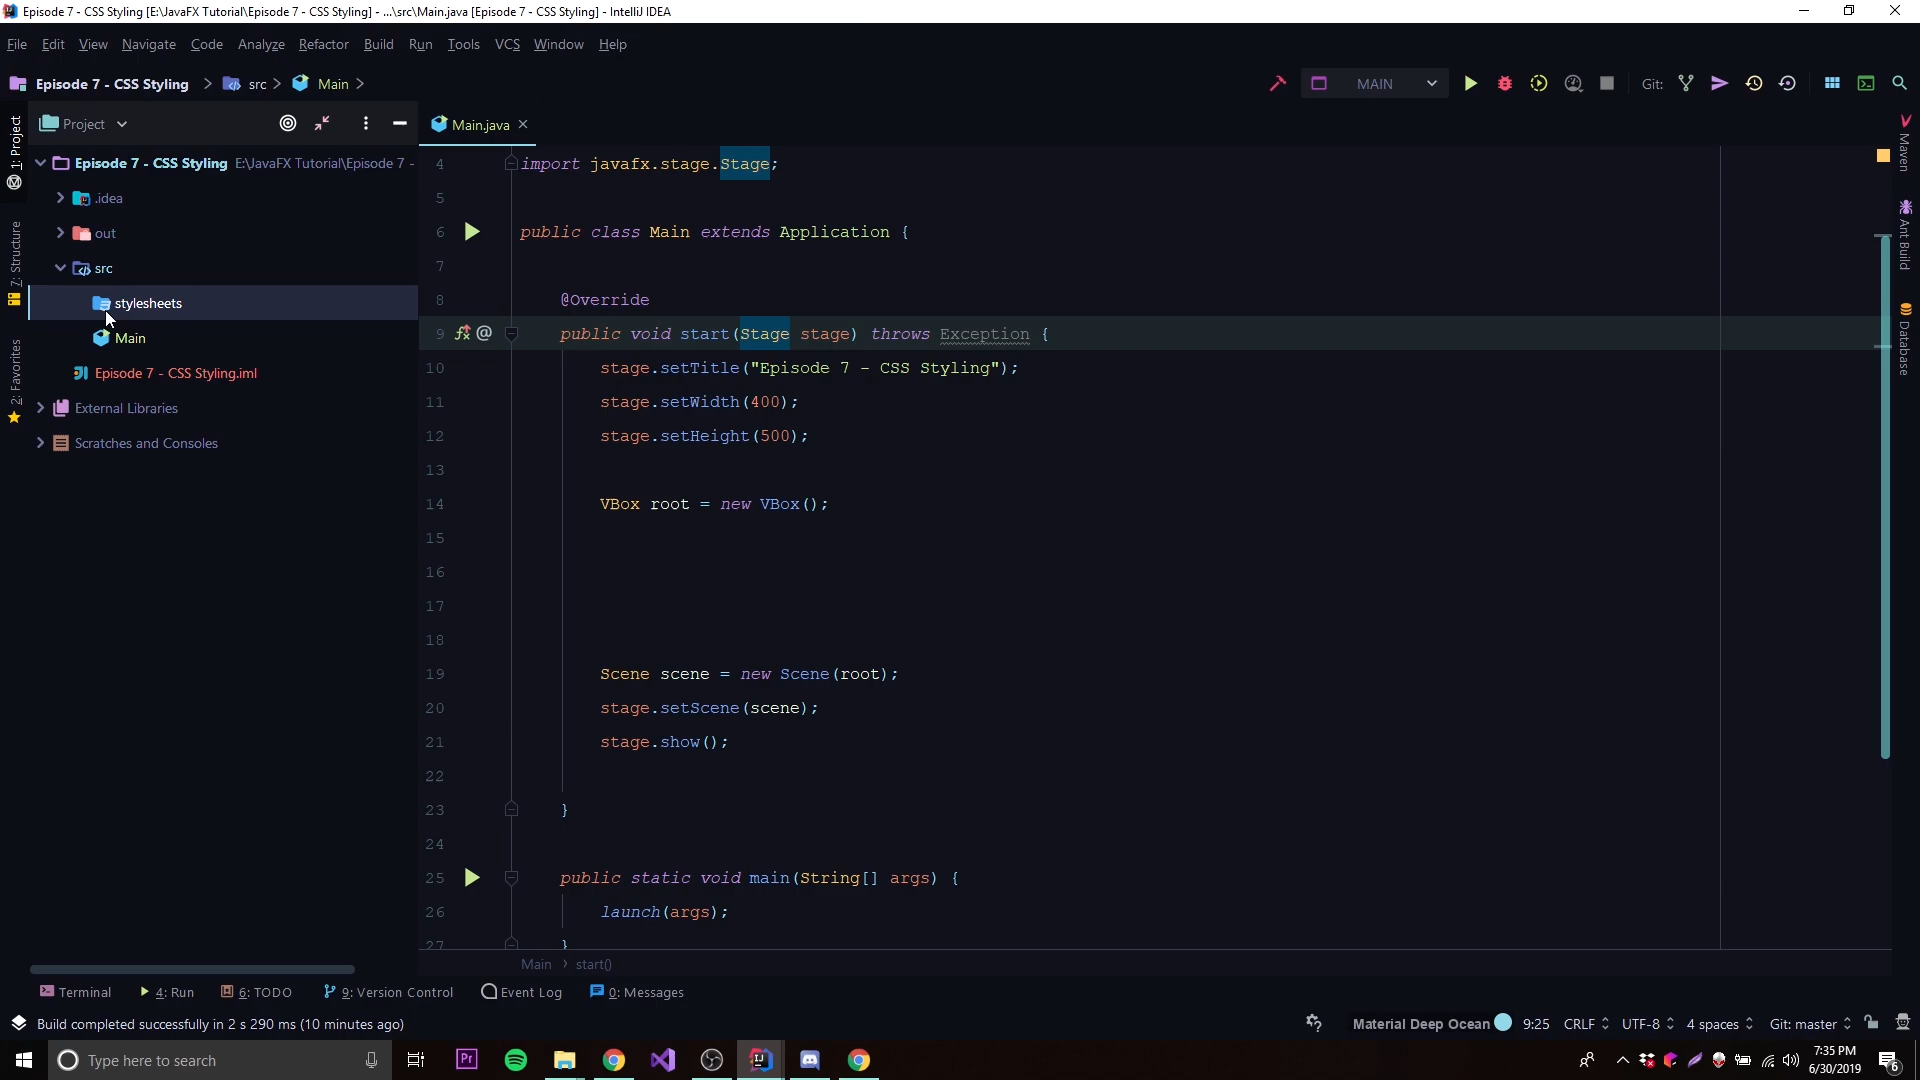 Episode 7 - CSS Styling [E:\JavaFX Tutorial\Episode 7 - CSS Styling] - ...\src\Main.java [Episode 7 - CSS Styling] - IntelliJ IDEA
File Edit View Navigate Code Analyze Refactor Build Run Tools VCS Window Help
Episode 7 - CSS Styling src Main MAIN Git:
Project Main.java
1: Project
7: Structure
2: Favorites
Episode 7 - CSS Styling E:\JavaFX Tutorial\Episode 7 -
.idea
out
src
stylesheets
Main
Episode 7 - CSS Styling.iml
External Libraries
Scratches and Consoles
4 import javafx.stage.Stage;
5
6 public class Main extends Application {
7
8 @Override
9 public void start(Stage stage) throws Exception {
10 stage.setTitle("Episode 7 - CSS Styling");
11 stage.setWidth(400);
12 stage.setHeight(500);
13
14 VBox root = new VBox();
15
16
17
18
19 Scene scene = new Scene(root);
20 stage.setScene(scene);
21 stage.show();
22
23 }
24
25 public static void main(String[] args) {
26 launch(args);
27 }
Main start()
Maven
Ant Build
Database
Terminal 4: Run 6: TODO 9: Version Control Event Log 0: Messages
Build completed successfully in 2 s 290 ms (10 minutes ago) Material Deep Ocean 9:25 CRLF UTF-8 4 spaces Git: master
Type here to search
7:35 PM
6/30/2019
6